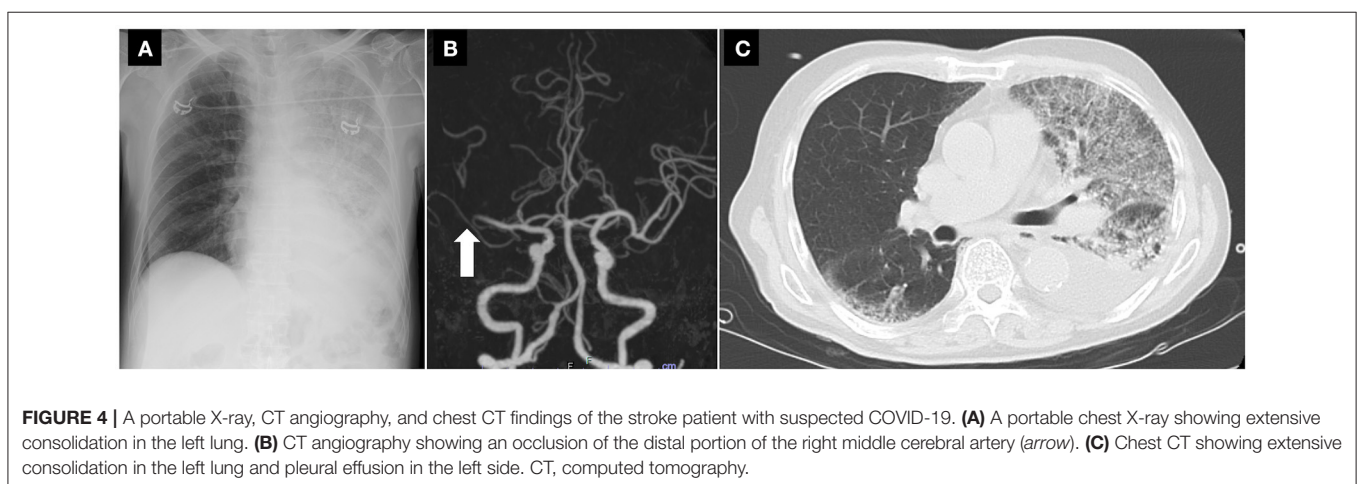 A
B
C
F
F
cm
FIGURE 4 | A portable X-ray, CT angiography, and chest CT findings of the stroke patient with suspected COVID-19. (A) A portable chest X-ray showing extensive
consolidation in the left lung. (B) CT angiography showing an occlusion of the distal portion of the right middle cerebral artery (arrow). (C) Chest CT showing extensive
consolidation in the left lung and pleural effusion in the left side. CT, computed tomography.